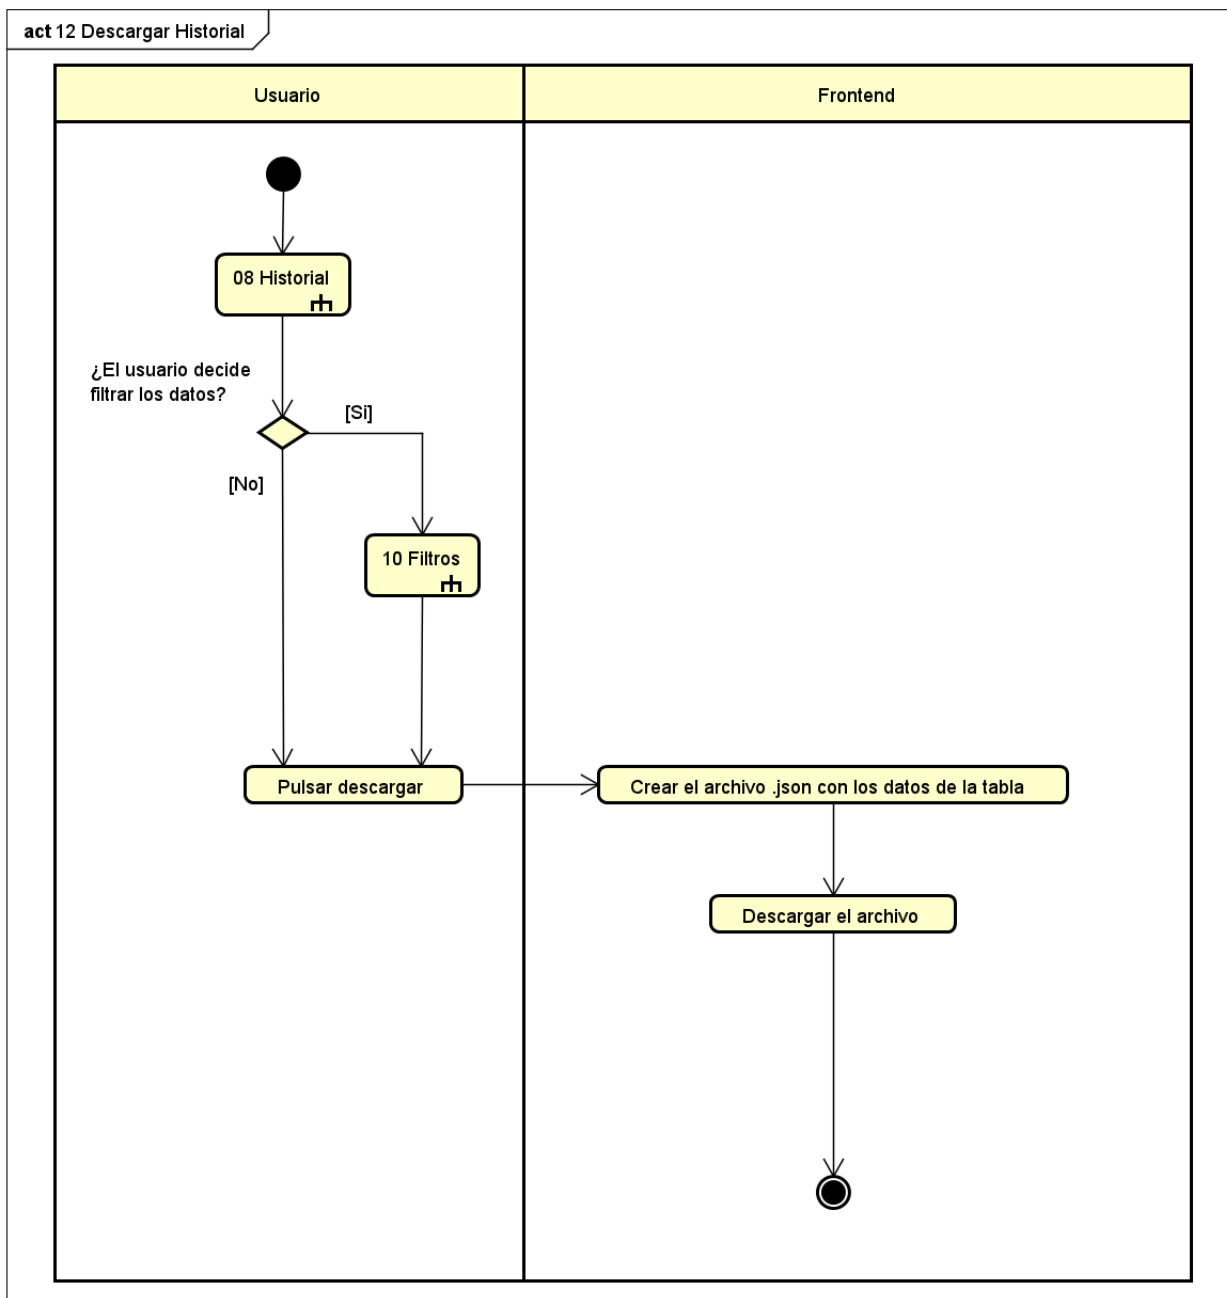 act 12 Descargar Historial
Usuario
Frontend
08 Historial
¿El usuario decide
filtrar los datos?
[Si]
[No]
10 Filtros
Pulsar descargar
Crear el archivo .json con los datos de la tabla
Descargar el archivo